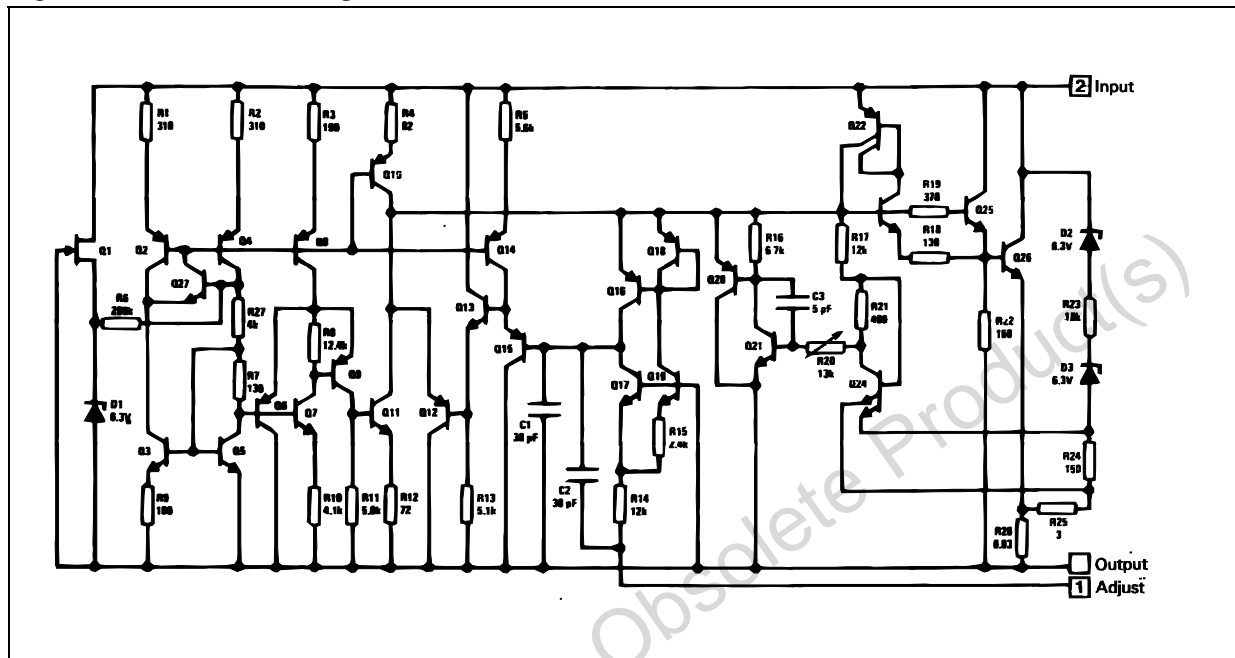 R1
310
R2
310
R3
190
R4
82
R5
5.6k
2 Input
Q22
Q19
R19
370
Q25
R18
130
Q1
Q2
Q4
Q14
Q18
R16
6.7k
R17
12k
Q26
D2
6.3V
Q27
R6
R27
4k
Q13
Q16
Q20
C3
5 pF
R21
400
R23
18k
R8
12.4k
Q15
Q21
R20
13k
R22
160
D3
6.3V
R7
130
Q9
D1
6.3V
Q6
Q7
Q11
Q12
C1
30 pF
Q17
Q19
Q24
Q3
Q5
R15
2.4k
C2
30 pF
R24
150
R9
180
R10
4.1k
R11
5.8k
R12
72
R13
5.1k
R14
12k
R25
3
R26
Output
1 Adjust
Obsolete Product(s)